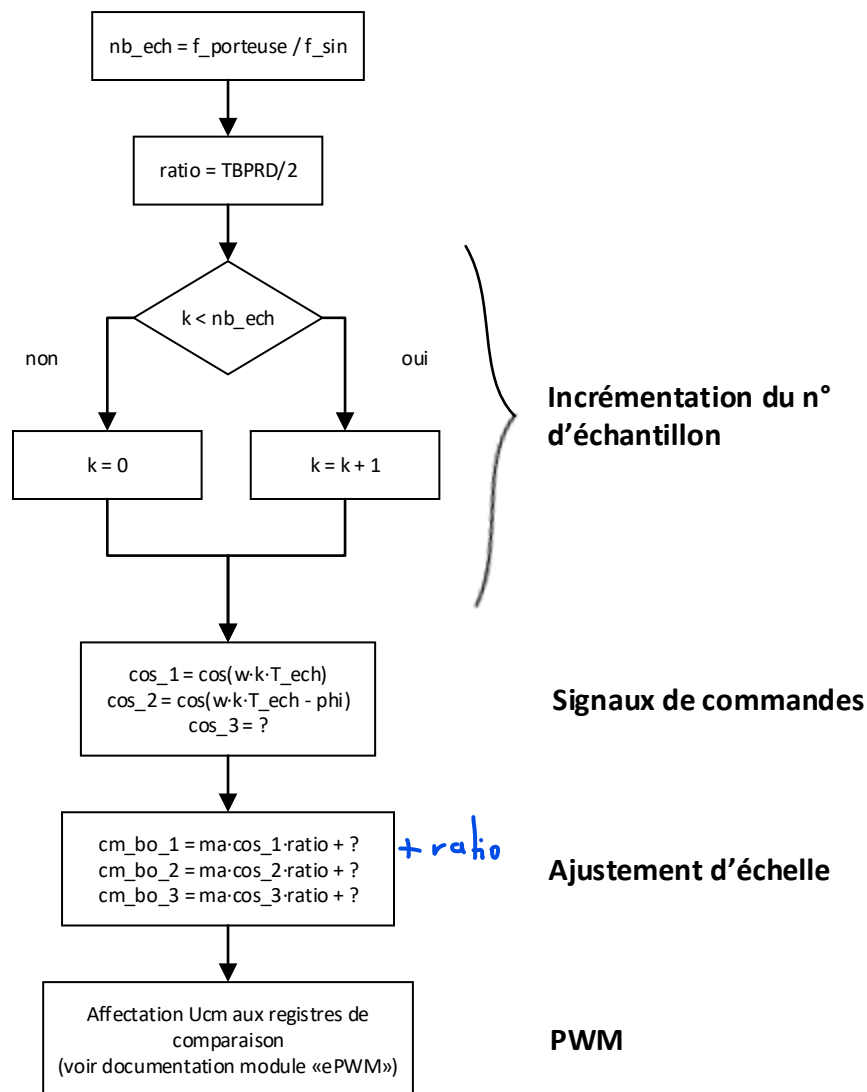 nb_ech = f_porteuse / f_sin
ratio = TBPRD/2
k < nb_ech
non
oui
k = 0
k = k + 1
Incrémentation du n°
d'échantillon
cos_1 = cos(w·k·T_ech)
cos_2 = cos(w·k·T_ech - phi)
cos_3 = ?
Signaux de commandes
cm_bo_1 = ma·cos_1·ratio + ?
+ ratio
cm_bo_2 = ma·cos_2·ratio + ?
cm_bo_3 = ma·cos_3·ratio + ?
Ajustement d'échelle
Affectation Ucm aux registres de
comparaison
(voir documentation module «ePWM»)
PWM